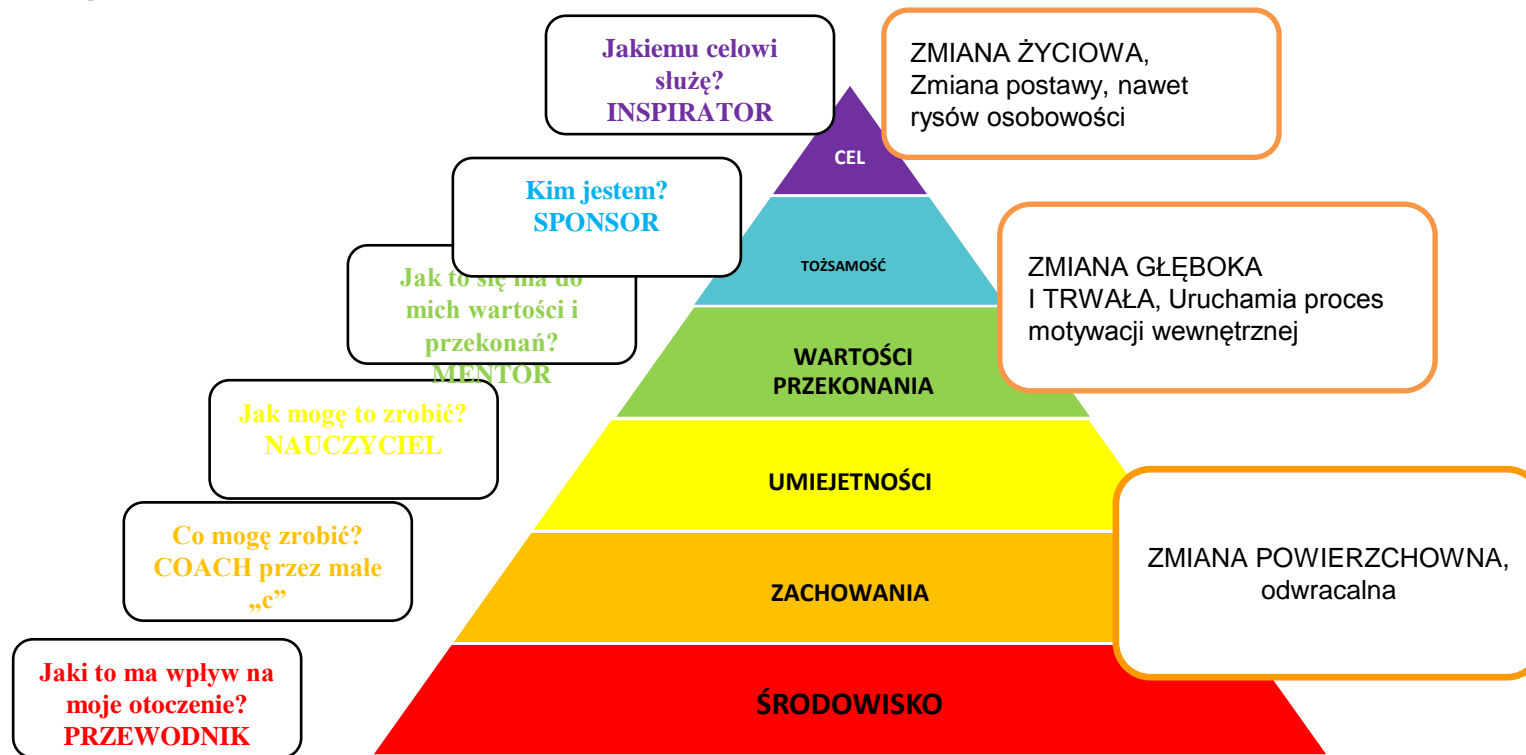 Jakiemu celowi
służę?
INSPIRATOR
ZMIANA ŻYCIOWA,
Zmiana postawy, nawet
rysów osobowości
CEL
Kim jestem?
SPONSOR
TOŻSAMOŚĆ
Jak to się ma do
mich wartości i
przekonań?
MENTOR
ZMIANA GŁĘBOKA
I TRWAŁA, Uruchamia proces
motywacji wewnętrznej
WARTOŚCI
PRZEKONANIA
Jak mogę to zrobić?
NAUCZYCIEL
UMIEJETNOŚCI
Co mogę zrobić?
COACH przez małe
„c”
ZACHOWANIA
ZMIANA POWIERZCHOWNA,
odwracalna
Jaki to ma wpływ na
moje otoczenie?
PRZEWODNIK
ŚRODOWISKO